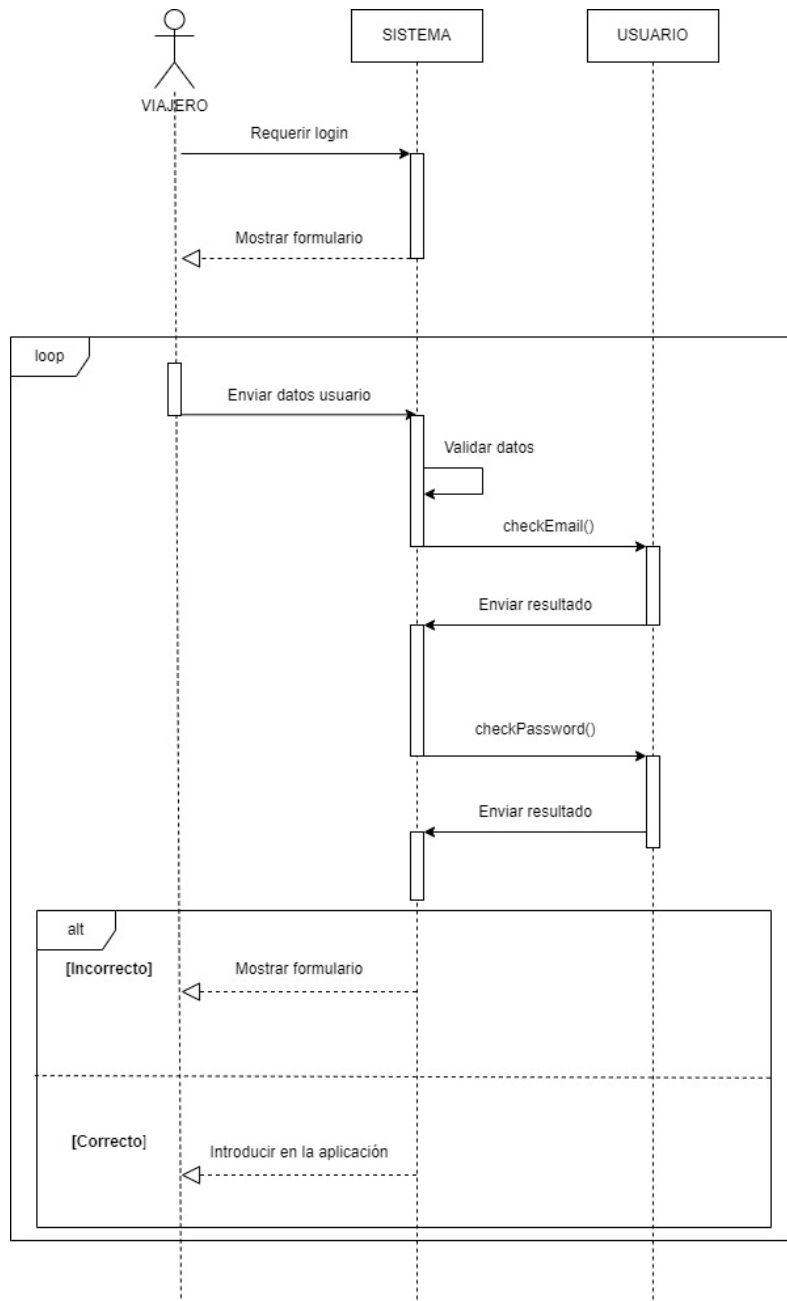 SISTEMA
USUARIO
VIAJERO
Requerir login
Mostrar formulario
loop
Enviar datos usuario
Validar datos
checkEmail()
Enviar resultado
checkPassword()
Enviar resultado
alt
[Incorrecto]
Mostrar formulario
[Correcto]
Introducir en la aplicación